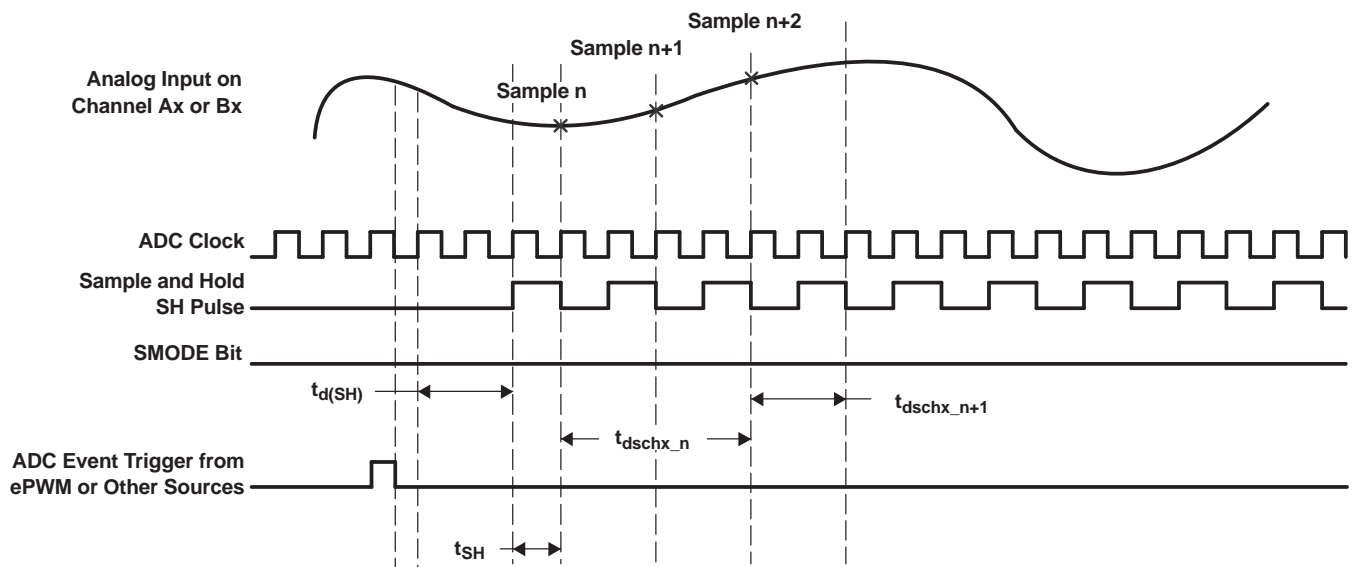 Sample n+2
Sample n+1
Analog Input on
Channel Ax or Bx
Sample n
ADC Clock
Sample and Hold
SH Pulse
SMODE Bit
td(SH)
tdschx_n+1
tdschx_n
ADC Event Trigger from
ePWM or Other Sources
tSH